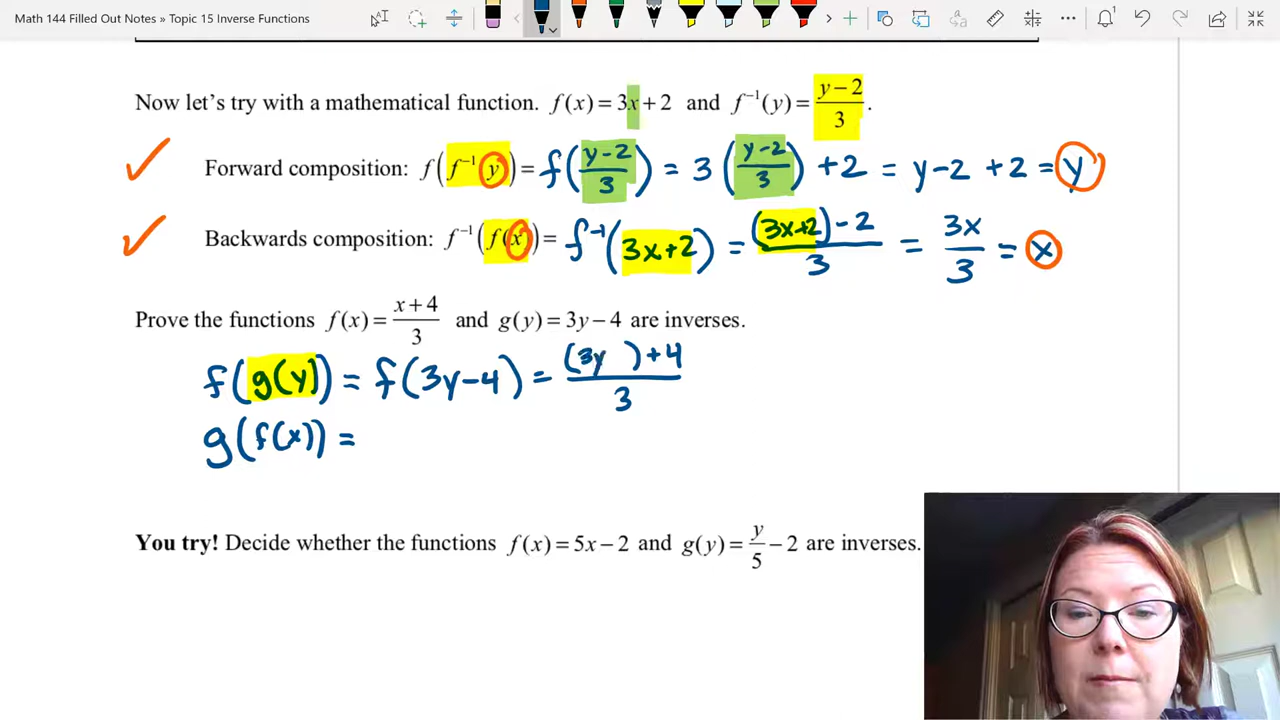 Math 144 Filled Out Notes » Topic 15 Inverse Functions
Now let's try with a mathematical function. f(x) = 3x + 2 and f⁻¹(y) = (y − 2)/3.
Forward composition: f(f⁻¹(y)) = f((y−2)/3) = 3((y−2)/3) + 2 = y − 2 + 2 = y
Backwards composition: f⁻¹(f(x)) = f⁻¹(3x+2) = ((3x+2) − 2)/3 = 3x/3 = x
Prove the functions f(x) = (x + 4)/3 and g(y) = 3y − 4 are inverses.
f(g(y)) = f(3y−4) = ((3y ) + 4)/3
g(f(x)) =
You try! Decide whether the functions f(x) = 5x − 2 and g(y) = y/5 − 2 are inverses.